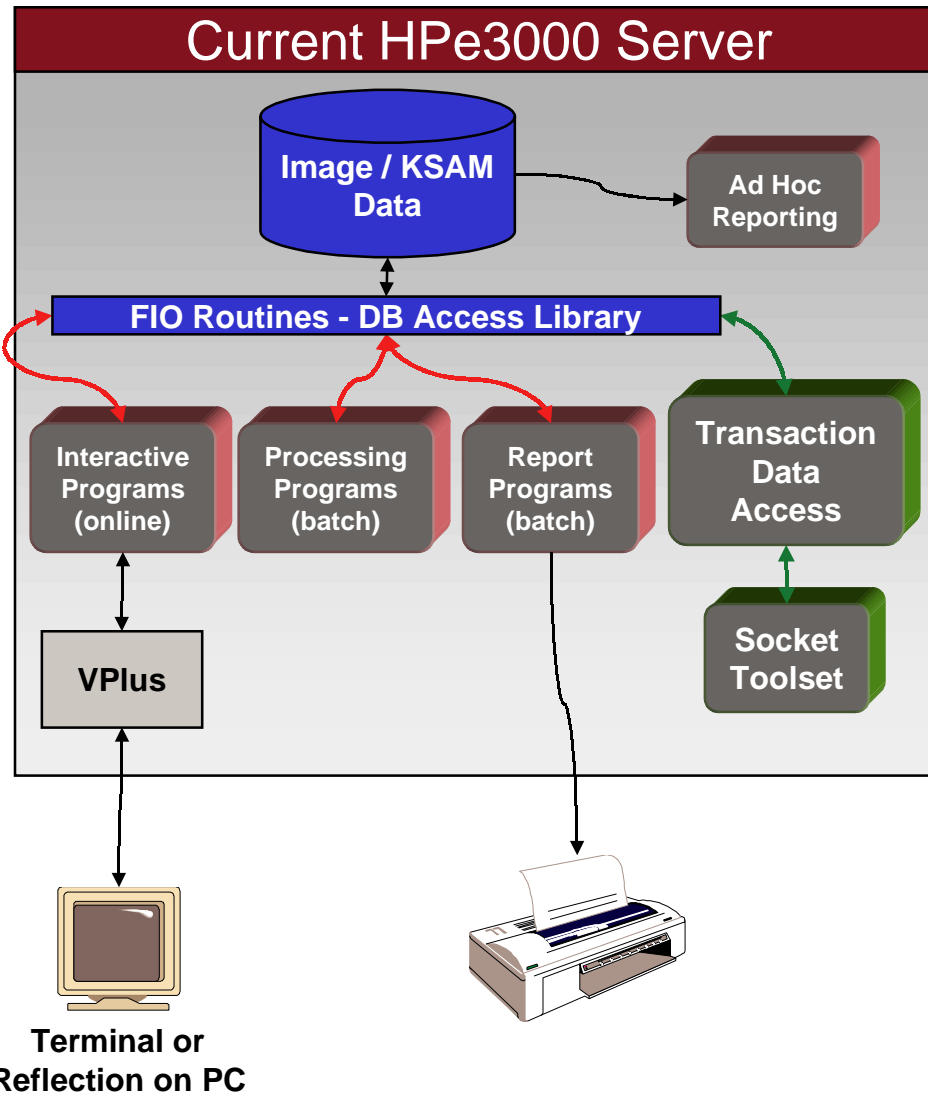 Current HPe3000 Server
Image / KSAM
Data
Ad Hoc
Reporting
FIO Routines - DB Access Library
Interactive
Programs
(online)
Processing
Programs
(batch)
Report
Programs
(batch)
Transaction
Data
Access
VPlus
Socket
Toolset
Terminal or
Reflection on PC